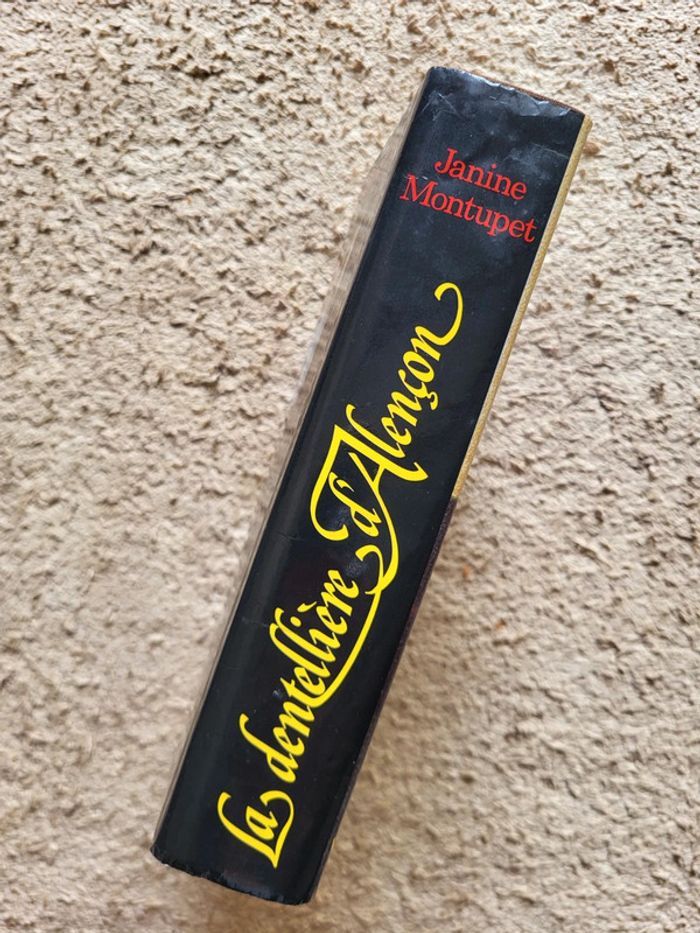 Janine
Montupet
La dentellière d'Alençon